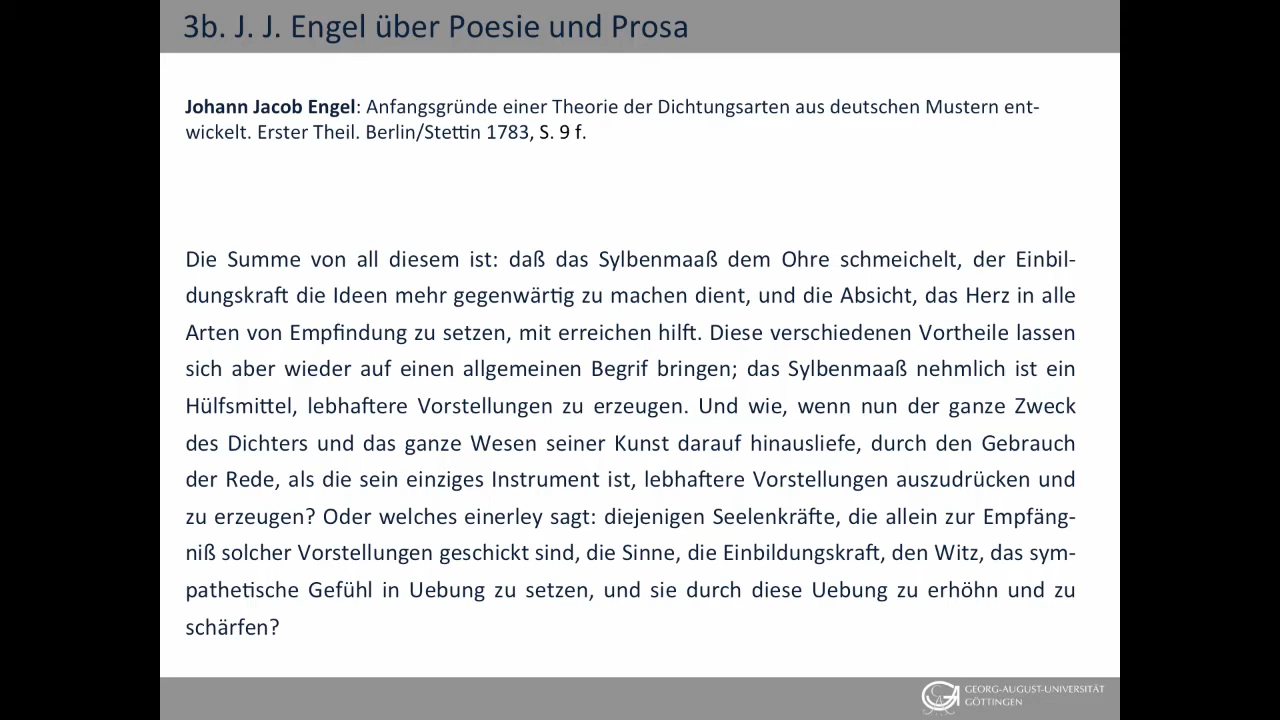 3b. J. J. Engel über Poesie und Prosa
Johann Jacob Engel: Anfangsgründe einer Theorie der Dichtungsarten aus deutschen Mustern ent-
wickelt. Erster Theil. Berlin/Stettin 1783, S. 9 f.
Die Summe von all diesem ist: daß das Sylbenmaaß dem Ohre schmeichelt, der Einbil-
dungskraft die Ideen mehr gegenwärtig zu machen dient, und die Absicht, das Herz in alle
Arten von Empfindung zu setzen, mit erreichen hilft. Diese verschiedenen Vortheile lassen
sich aber wieder auf einen allgemeinen Begrif bringen; das Sylbenmaaß nehmlich ist ein
Hülfsmittel, lebhaftere Vorstellungen zu erzeugen. Und wie, wenn nun der ganze Zweck
des Dichters und das ganze Wesen seiner Kunst darauf hinausliefe, durch den Gebrauch
der Rede, als die sein einziges Instrument ist, lebhaftere Vorstellungen auszudrücken und
zu erzeugen? Oder welches einerley sagt: diejenigen Seelenkräfte, die allein zur Empfäng-
niß solcher Vorstellungen geschickt sind, die Sinne, die Einbildungskraft, den Witz, das sym-
pathetische Gefühl in Uebung zu setzen, und sie durch diese Uebung zu erhöhn und zu
schärfen?
GEORG-AUGUST-UNIVERSITÄT
GÖTTINGEN